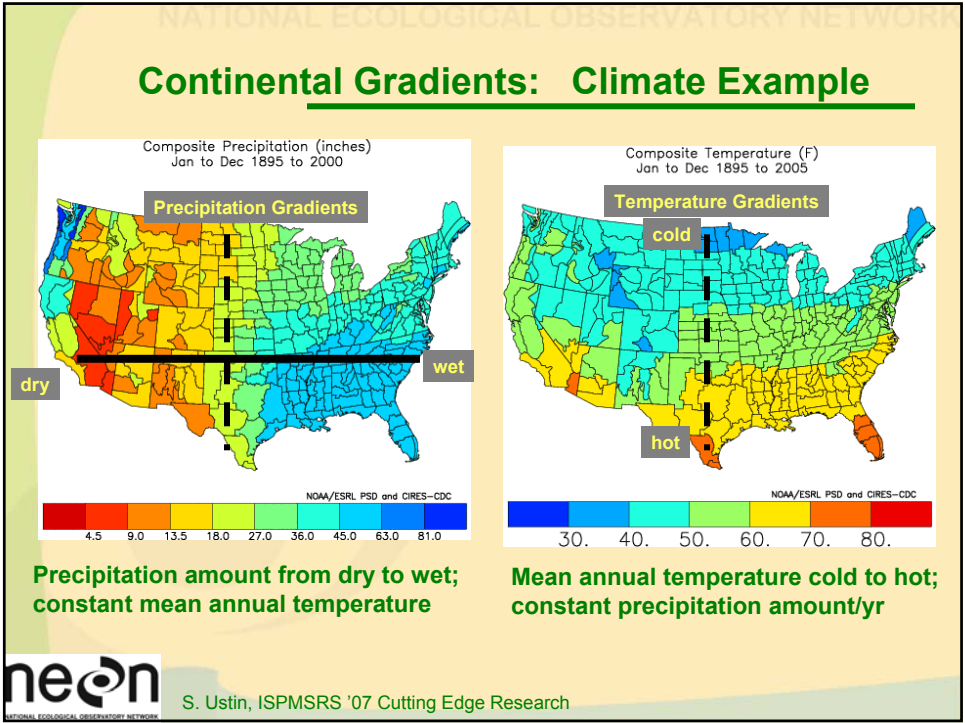 NATIONAL ECOLOGICAL OBSERVATORY NETWORK
Continental Gradients: Climate Example
Composite Precipitation (inches)
Jan to Dec 1895 to 2000
Precipitation Gradients
dry
wet
NOAA/ESRL PSD and CIRES-CDC
4.5 9.0 13.5 18.0 27.0 36.0 45.0 63.0 81.0
Composite Temperature (F)
Jan to Dec 1895 to 2005
Temperature Gradients
cold
hot
NOAA/ESRL PSD and CIRES-CDC
30. 40. 50. 60. 70. 80.
Precipitation amount from dry to wet;
constant mean annual temperature
Mean annual temperature cold to hot;
constant precipitation amount/yr
neon
NATIONAL ECOLOGICAL OBSERVATORY NETWORK
S. Ustin, ISPMSRS '07 Cutting Edge Research